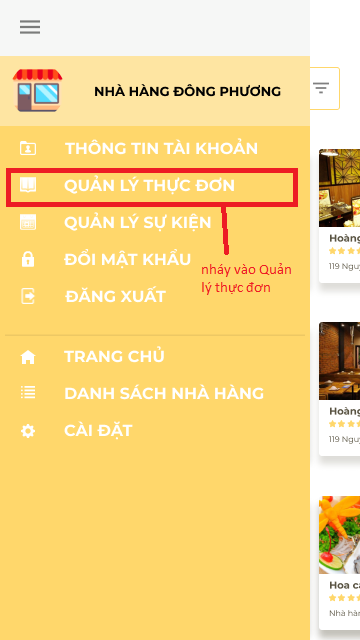 NHÀ HÀNG ĐÔNG PHƯƠNG
THÔNG TIN TÀI KHOẢN
QUẢN LÝ THỰC ĐƠN
QUẢN LÝ SỰ KIỆN
ĐỔI MẬT KHẨU
nháy vào Quản
lý thực đơn
ĐĂNG XUẤT
TRANG CHỦ
DANH SÁCH NHÀ HÀNG
CÀI ĐẶT
Hoàng
119 Nguy
Hoàng
119 Nguy
Hoa cà
Nhà hàn